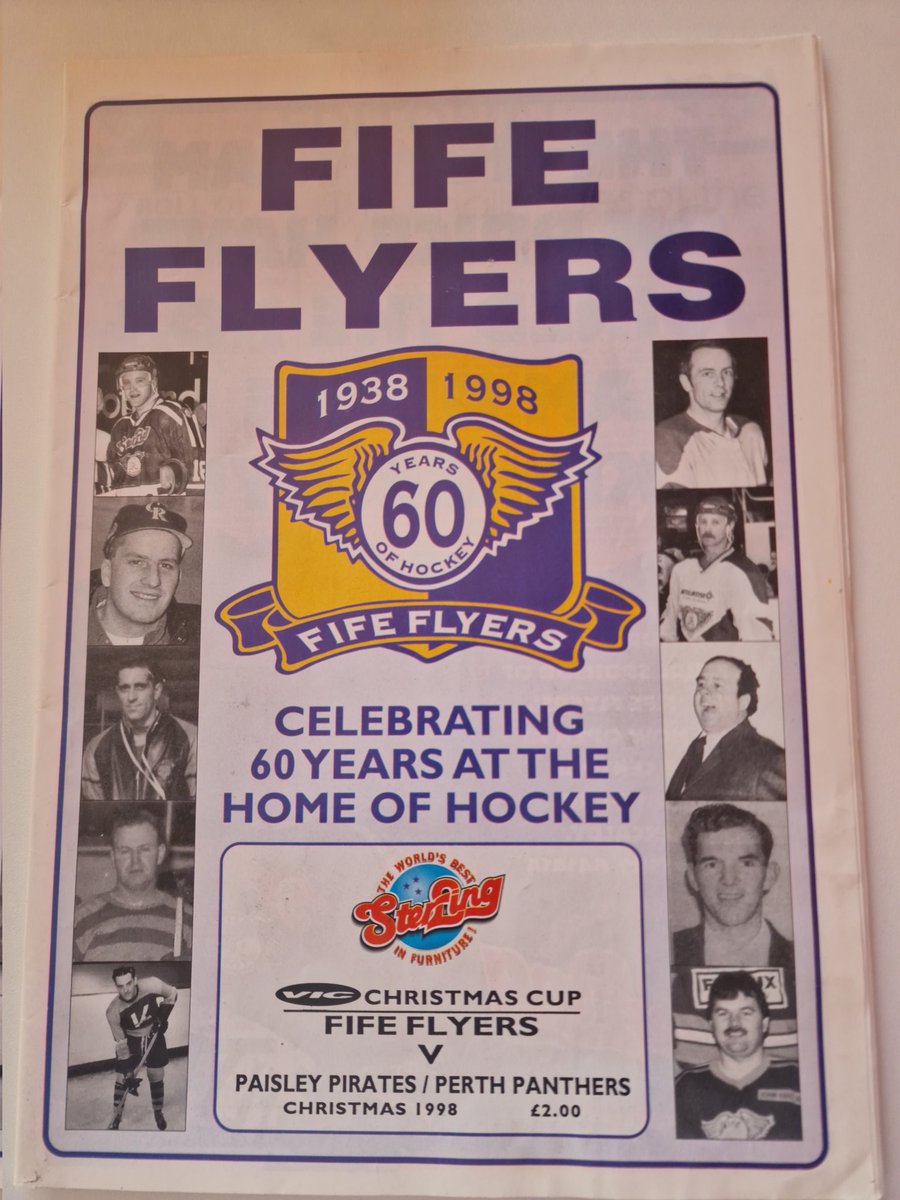 FIFE
FLYERS
1938 1998
YEARS
60
OF HOCKEY
FIFE FLYERS
CELEBRATING
60 YEARS AT THE
HOME OF HOCKEY
THE WORLD'S BEST
Sterling
IN FURNITURE!
VIC CHRISTMAS CUP
FIFE FLYERS
V
PAISLEY PIRATES / PERTH PANTHERS
CHRISTMAS 1998 £2.00